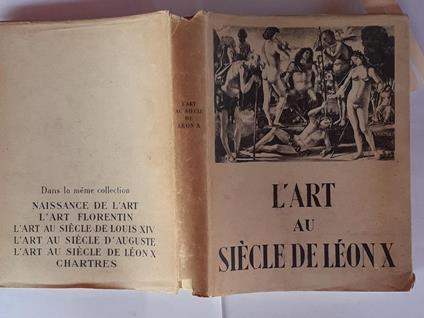 Dans la même collection
NAISSANCE DE L'ART
L'ART FLORENTIN
L'ART AU SIÈCLE DE LOUIS XIV
L'ART AU SIÈCLE D'AUGUSTE
L'ART AU SIÈCLE DE LÉON X
CHARTRES
L'ART
AU SIÈCLE
DE
LÉON X
L'ART
AU
SIÈCLE DE LÉON X